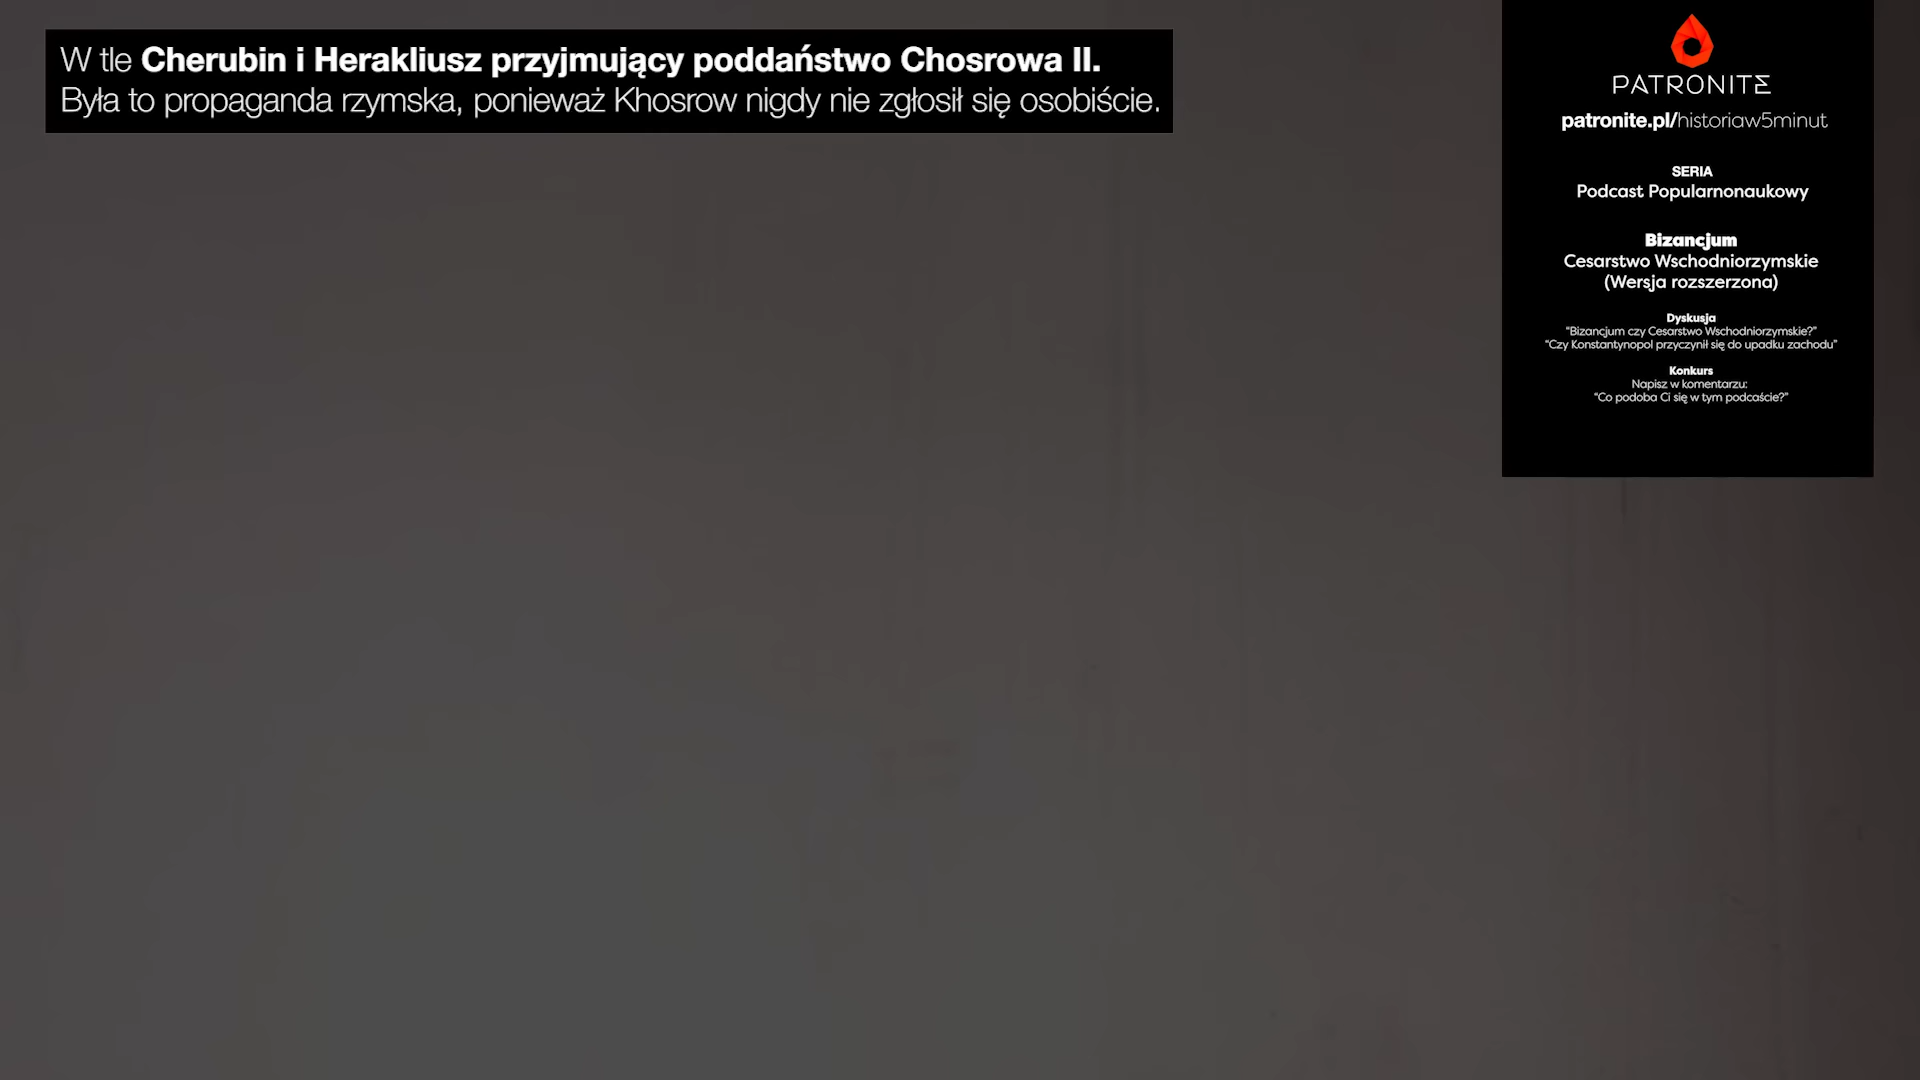 W tle Cherubin i Herakliusz przyjmujący poddaństwo Chosrowa II.
Była to propaganda rzymska, ponieważ Khosrow nigdy nie zgłosił się osobiście.
PATRONITE
patronite.pl/historiaw5minut
SERIA
Podcast Popularnonaukowy
Bizancjum
Cesarstwo Wschodniorzymskie
(Wersja rozszerzona)
Dyskusja
"Bizancjum czy Cesarstwo Wschodniorzymskie?"
"Czy Konstantynopol przyczynił się do upadku zachodu"
Konkurs
Napisz w komentarzu:
"Co podoba Ci się w tym podcaście?"